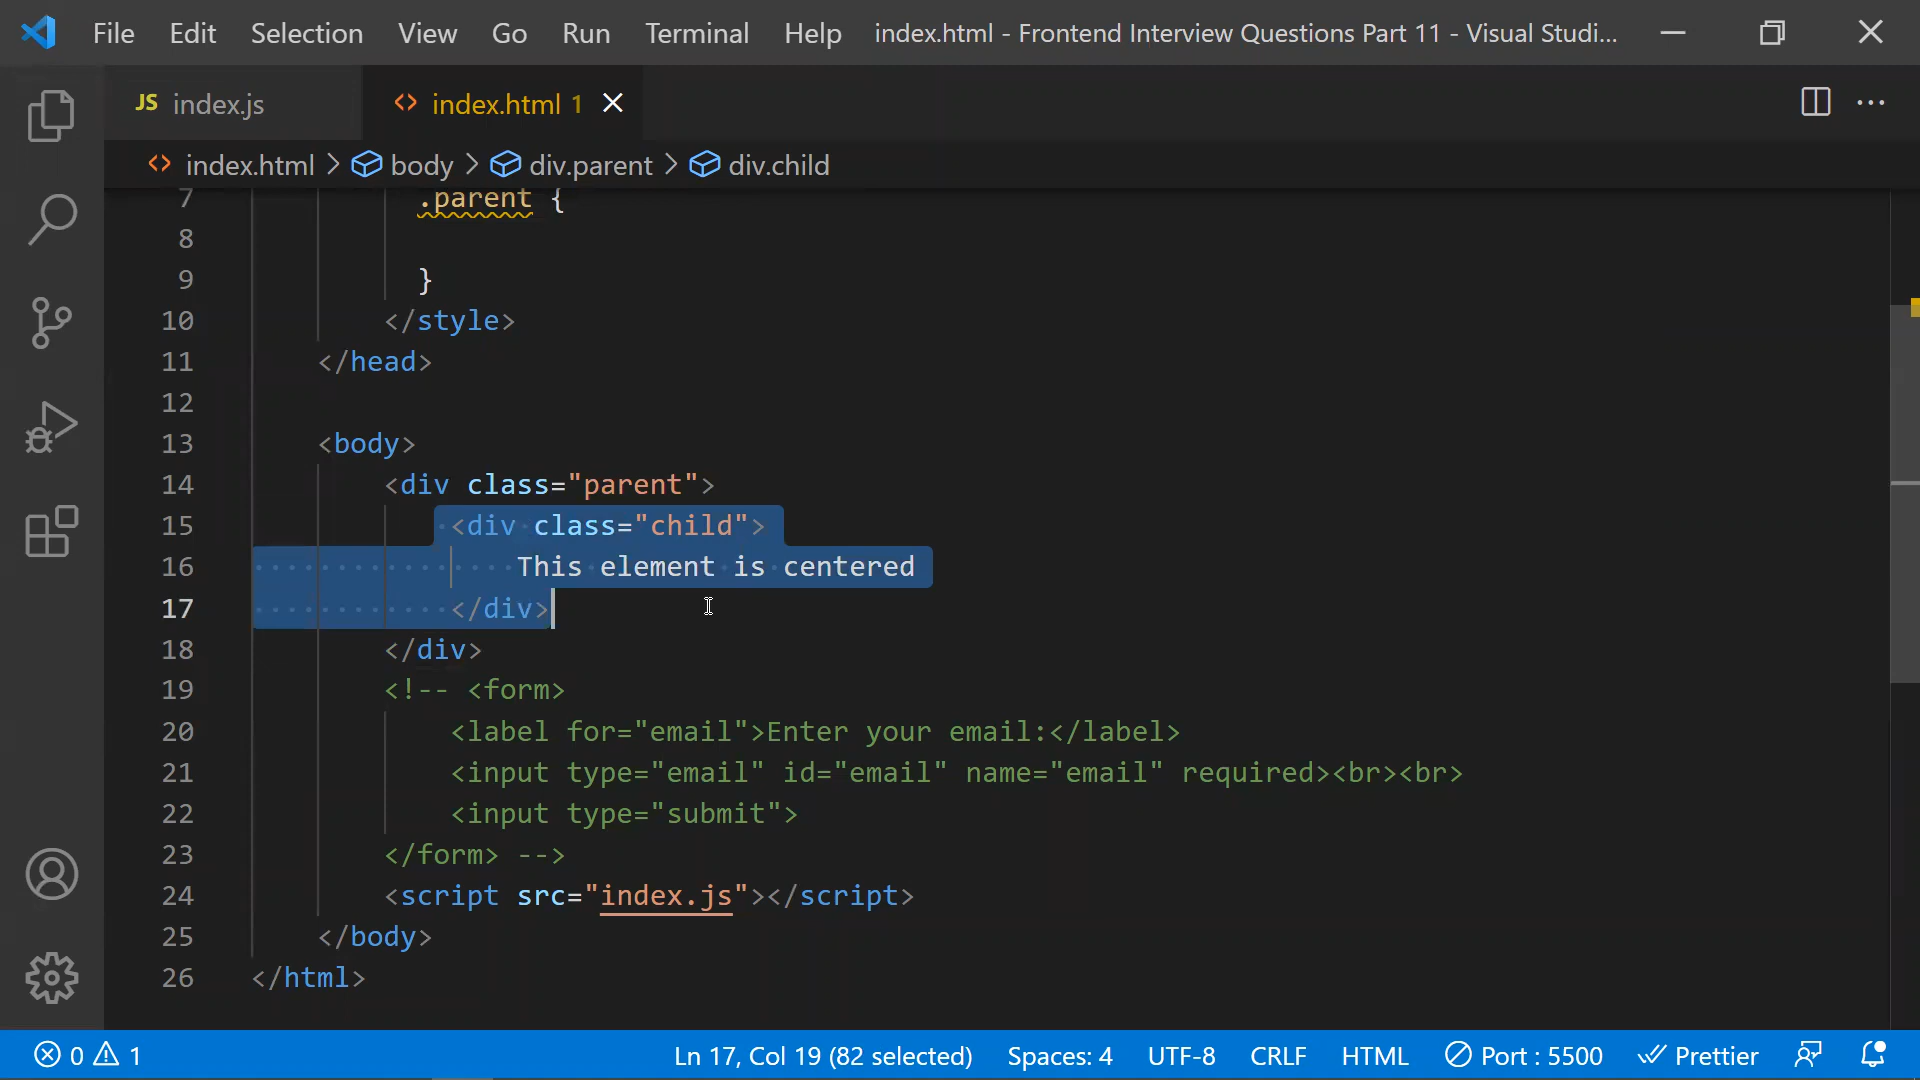 File Edit Selection View Go Run Terminal Help index.html - Frontend Interview Questions Part 11 - Visual Studi...
JS index.js <> index.html 1
<> index.html > body > div.parent > div.child
7 .parent {
8
9 }
10 </style>
11 </head>
12
13 <body>
14 <div class="parent">
15 <div class="child">
16 This element is centered
17 </div>
18 </div>
19 <!-- <form>
20 <label for="email">Enter your email:</label>
21 <input type="email" id="email" name="email" required><br><br>
22 <input type="submit">
23 </form> -->
24 <script src="index.js"></script>
25 </body>
26 </html>
0 1 Ln 17, Col 19 (82 selected) Spaces: 4 UTF-8 CRLF HTML Port : 5500 Prettier